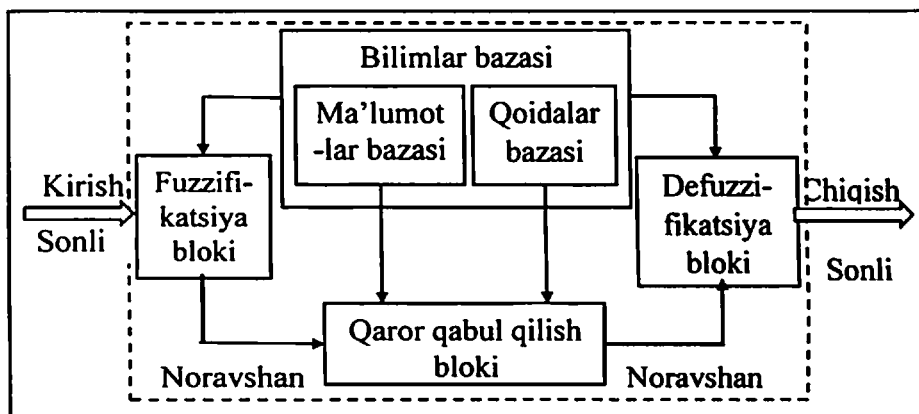 Bilimlar bazasi
Ma’lumot
-lar bazasi
Qoidalar
bazasi
Kirish
Sonli
Fuzzifi-
katsiya
bloki
Defuzzi-
fikatsiya
bloki
Chiqish
Sonli
Qaror qabul qilish
bloki
Noravshan
Noravshan